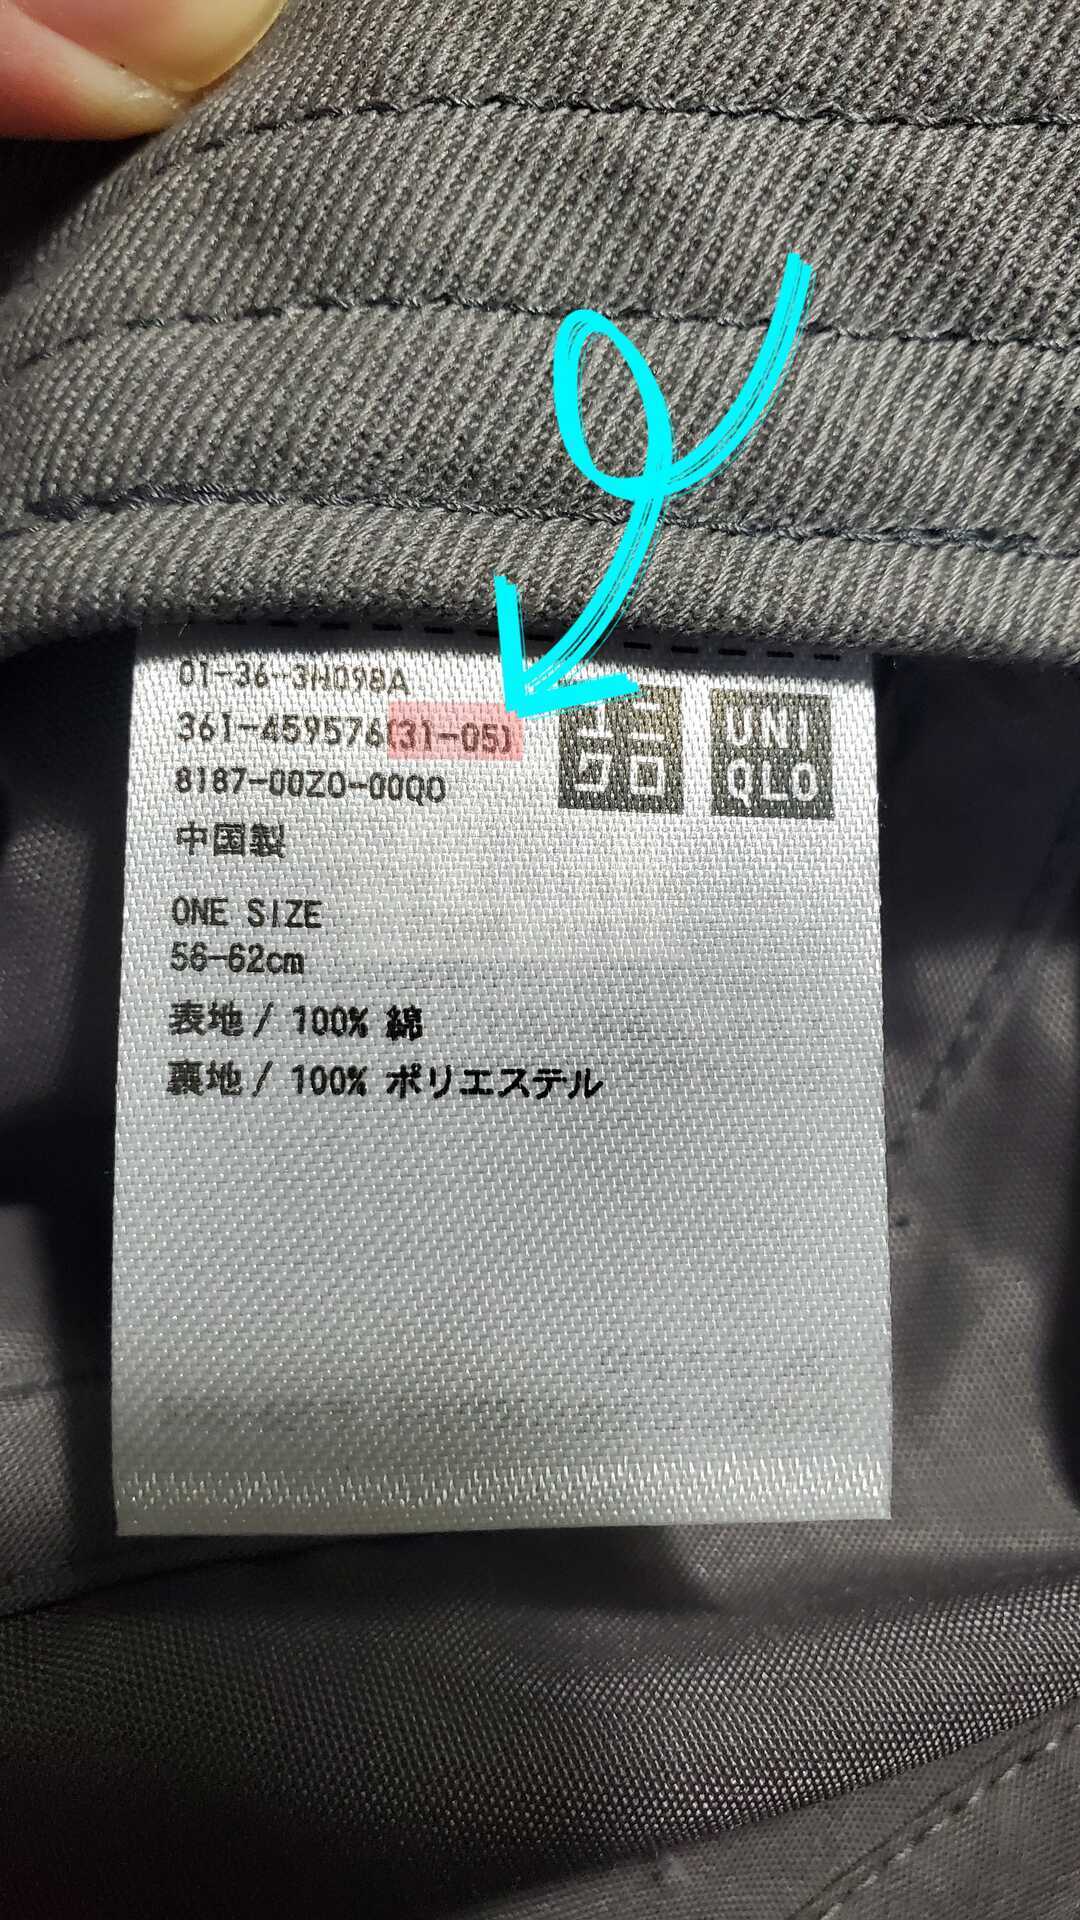 01-36-3H098A
361-459576(31-05)
8187-00Z0-00Q0
中国製
ユニ
クロ
UNI
QLO
ONE SIZE
56-62cm
表地 / 100% 綿
裏地 / 100% ポリエステル